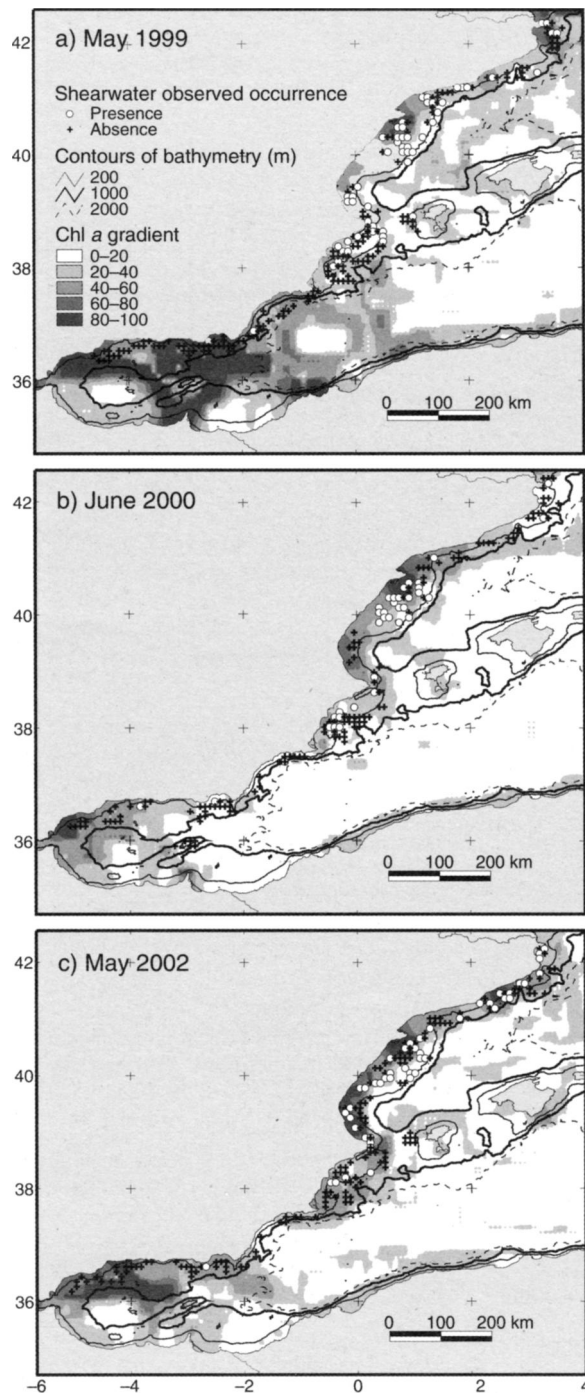 a) May 1999
Shearwater observed occurrence
Presence
Absence
Contours of bathymetry (m)
200
1000
2000
Chl a gradient
0–20
20–40
40–60
60–80
80–100
42
40
38
36
0 100 200 km
b) June 2000
42
40
38
36
0 100 200 km
c) May 2002
42
40
38
36
0 100 200 km
−6 −4 −2 0 2 4